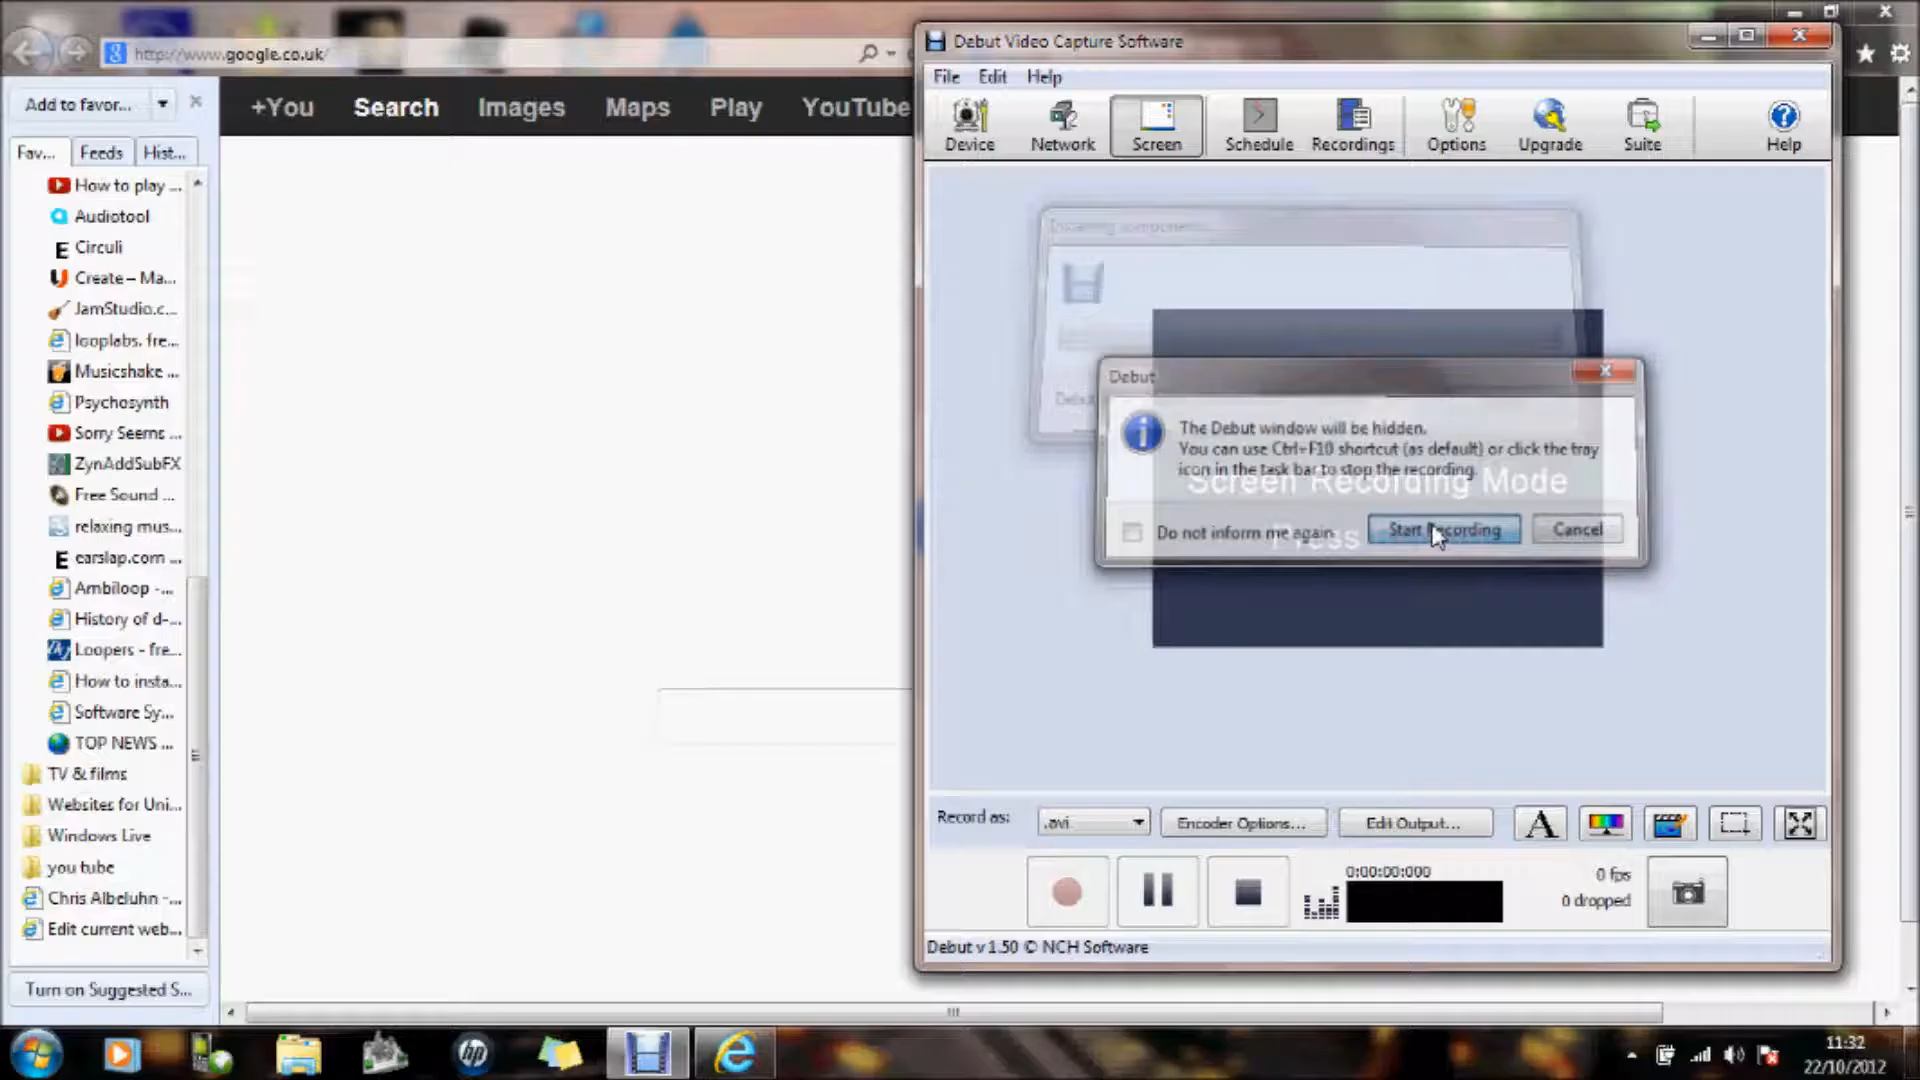 http://www.google.co.uk/
Add to favor...
Fav...
Feeds
Hist...
How to play ...
Audiotool
Circuli
Create – Ma...
JamStudio.c...
looplabs. fre...
Musicshake ...
Psychosynth
Sorry Seems ...
ZynAddSubFX
Free Sound ...
relaxing mus...
earslap.com ...
Ambiloop -...
History of d-...
Loopers - fre...
How to insta...
Software Sy...
TOP NEWS ...
TV & films
Websites for Uni...
Windows Live
you tube
Chris Albeluhn -...
Edit current web...
Turn on Suggested S...
+You
Search
Images
Maps
Play
YouTube
Debut Video Capture Software
File
Edit
Help
Device
Network
Screen
Schedule
Recordings
Options
Upgrade
Suite
Help
Debut
The Debut window will be hidden.
You can use Ctrl+F10 shortcut (as default) or click the tray
icon in the task bar to stop the recording.
Screen Recording Mode
Press
Do not inform me again
Start Recording
Cancel
Record as:
.avi
Encoder Options...
Edit Output...
A
0:00:00:000
0 fps
0 dropped
Debut v 1.50 © NCH Software
hp
11:32
22/10/2012